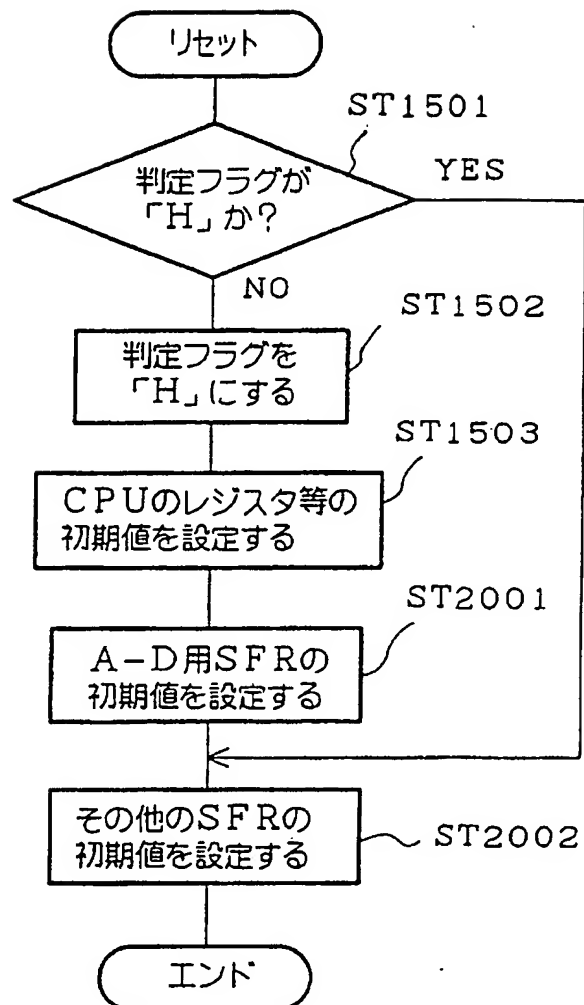 リセット
ST1501
判定フラグが
「H」か?
YES
NO
ST1502
判定フラグを
「H」にする
ST1503
CPUのレジスタ等の
初期値を設定する
ST2001
A-D用SFRの
初期値を設定する
その他のSFRの
初期値を設定する
ST2002
エンド